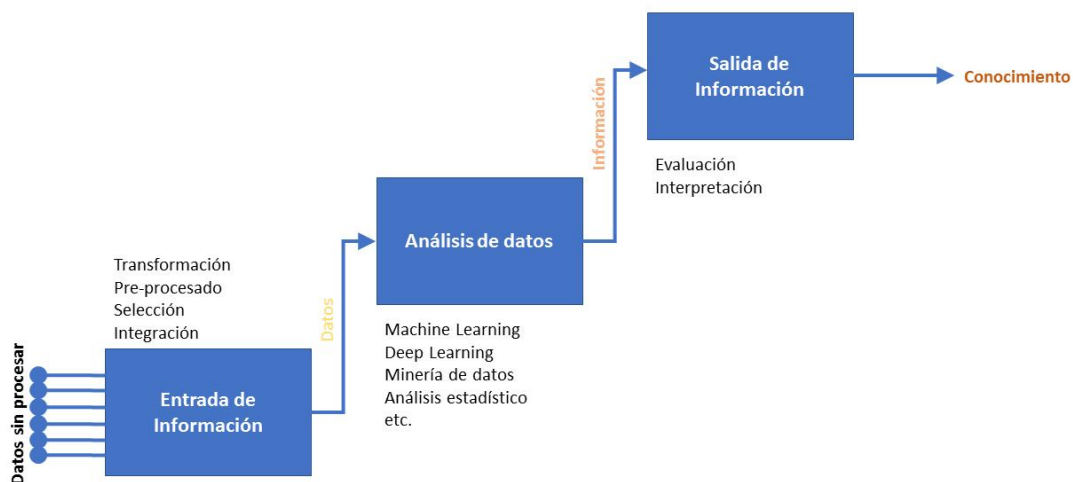 Datos sin procesar
Transformación
Pre-procesado
Selección
Integración
Entrada de
Información
Datos
Análisis de datos
Machine Learning
Deep Learning
Minería de datos
Análisis estadístico
etc.
Información
Salida de
Información
Evaluación
Interpretación
Conocimiento